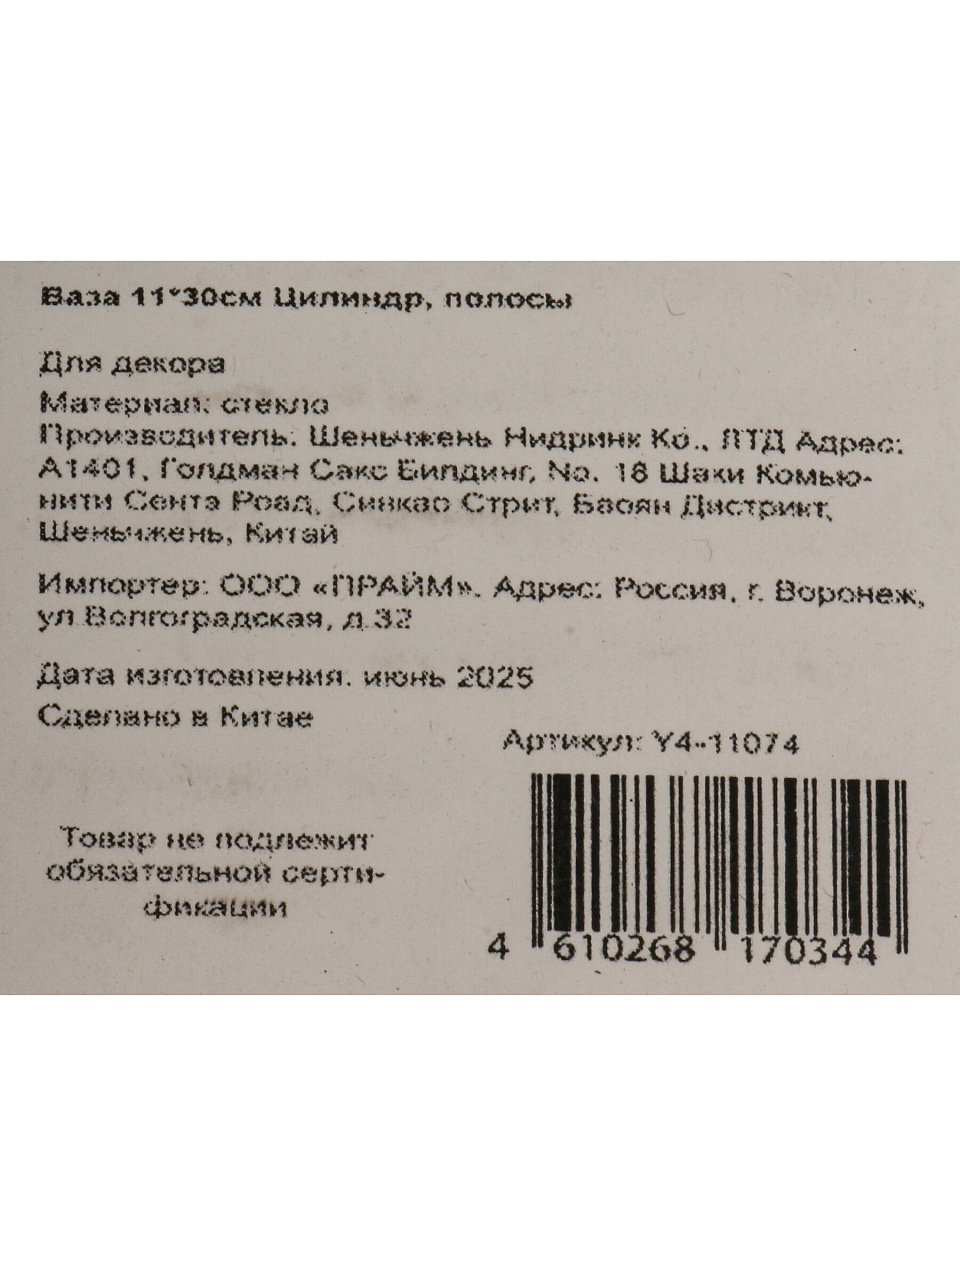 Ваза 11*30см Цилиндр, полосы
Для декора
Материал: стекло
Производитель: Шеньчжень Нидринк Ко., ЛТД Адрес:
А1401, Голдман Сакс Билдинг, No. 18 Шаки Комью-
нити Сентэ Роад, Синкао Стрит, Баоян Дистрикт,
Шеньчжень, Китай
Импортер: ООО «ПРАЙМ». Адрес: Россия, г. Воронеж,
ул.Волгоградская, д.32
Дата изготовления: июнь 2025
Сделано в Китае
Артикул: Y4-11074
Товар не подлежит
обязательной серти-
фикации
4 610268 170344